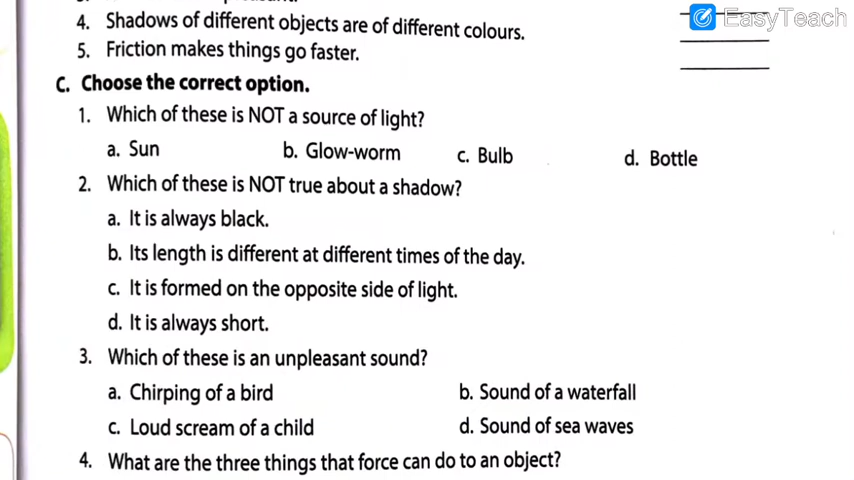 EasyTeach
4. Shadows of different objects are of different colours.
5. Friction makes things go faster.
C. Choose the correct option.
1. Which of these is NOT a source of light?
a. Sun b. Glow-worm c. Bulb d. Bottle
2. Which of these is NOT true about a shadow?
a. It is always black.
b. Its length is different at different times of the day.
c. It is formed on the opposite side of light.
d. It is always short.
3. Which of these is an unpleasant sound?
a. Chirping of a bird b. Sound of a waterfall
c. Loud scream of a child d. Sound of sea waves
4. What are the three things that force can do to an object?